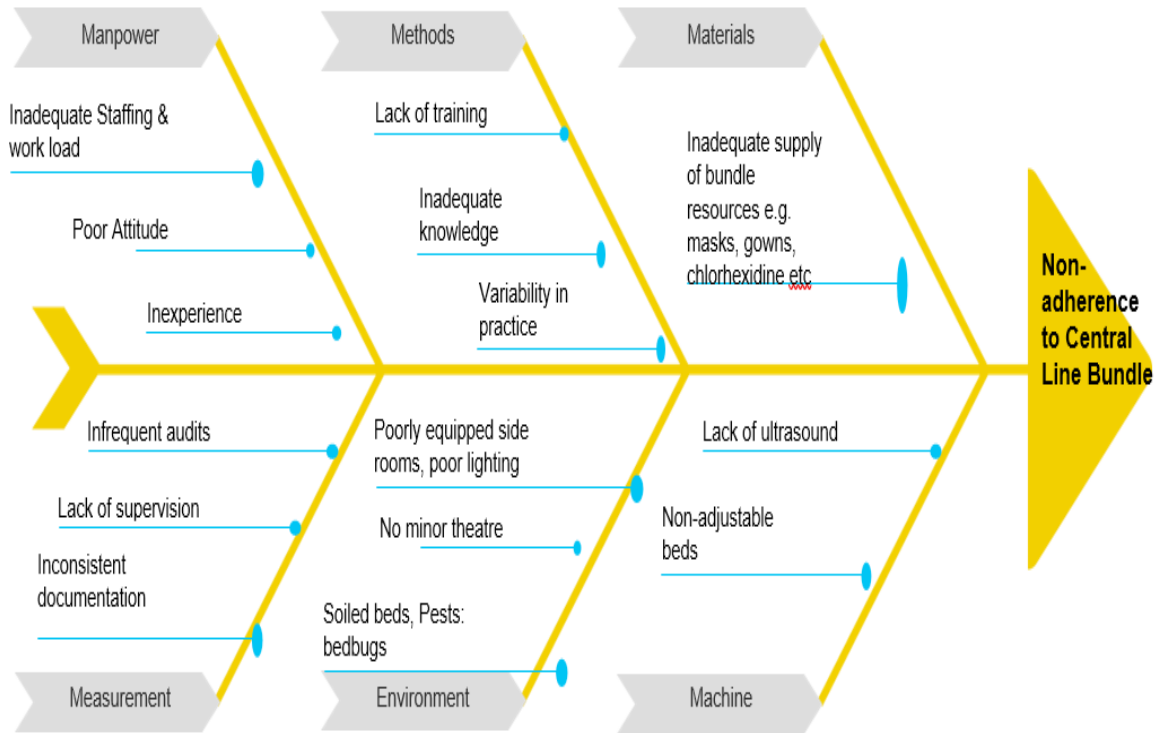 Manpower
Methods
Materials
Inadequate Staffing &
work load
Poor Attitude
Inexperience
Lack of training
Inadequate
knowledge
Variability in
practice
Inadequate supply
of bundle
resources e.g.
masks, gowns,
chlorhexidine etc
Non-
adherence
to Central
Line Bundle
Infrequent audits
Lack of supervision
Inconsistent
documentation
Poorly equipped side
rooms, poor lighting
No minor theatre
Soiled beds, Pests:
bedbugs
Lack of ultrasound
Non-adjustable
beds
Measurement
Environment
Machine